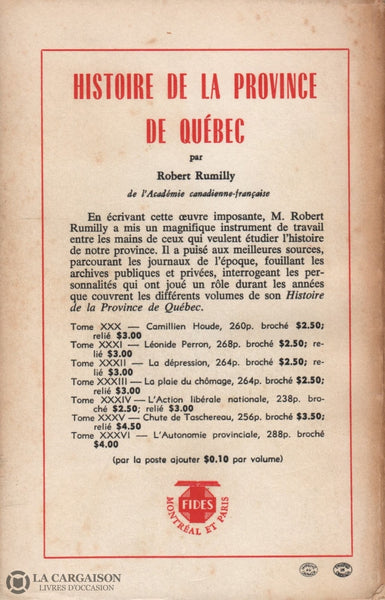 HISTOIRE DE LA PROVINCE
DE QUÉBEC
par
Robert Rumilly
de l'Académie canadienne-française
En écrivant cette œuvre imposante, M. Robert
Rumilly a mis un magnifique instrument de travail
entre les mains de ceux qui veulent étudier l'histoire
de notre province. Il a puisé aux meilleures sources,
parcourant les journaux de l'époque, fouillant les
archives publiques et privées, interrogeant les per-
sonnalités qui ont joué un rôle durant les années
que couvrent les différents volumes de son Histoire
de la Province de Québec.
Tome XXX — Camillien Houde, 260p. broché $2.50;
relié $3.00
Tome XXXI — Léonide Perron, 268p. broché $2.50; re-
lié $3.00
Tome XXXII — La dépression, 264p. broché $2.50;
relié $3.00
Tome XXXIII — La plaie du chômage, 264p. broché $2.50;
relié $3.00
Tome XXXIV — L'Action libérale nationale, 238p. bro-
ché $2.50; relié $3.00
Tome XXXV — Chute de Taschereau, 256p. broché $3.50;
relié $4.50
Tome XXXVI — L'Autonomie provinciale, 288p. broché
$4.00
(par la poste ajouter $0.10 par volume)
FIDES
MONTRÉAL ET PARIS
LA CARGAISON
LIVRES D'OCCASION